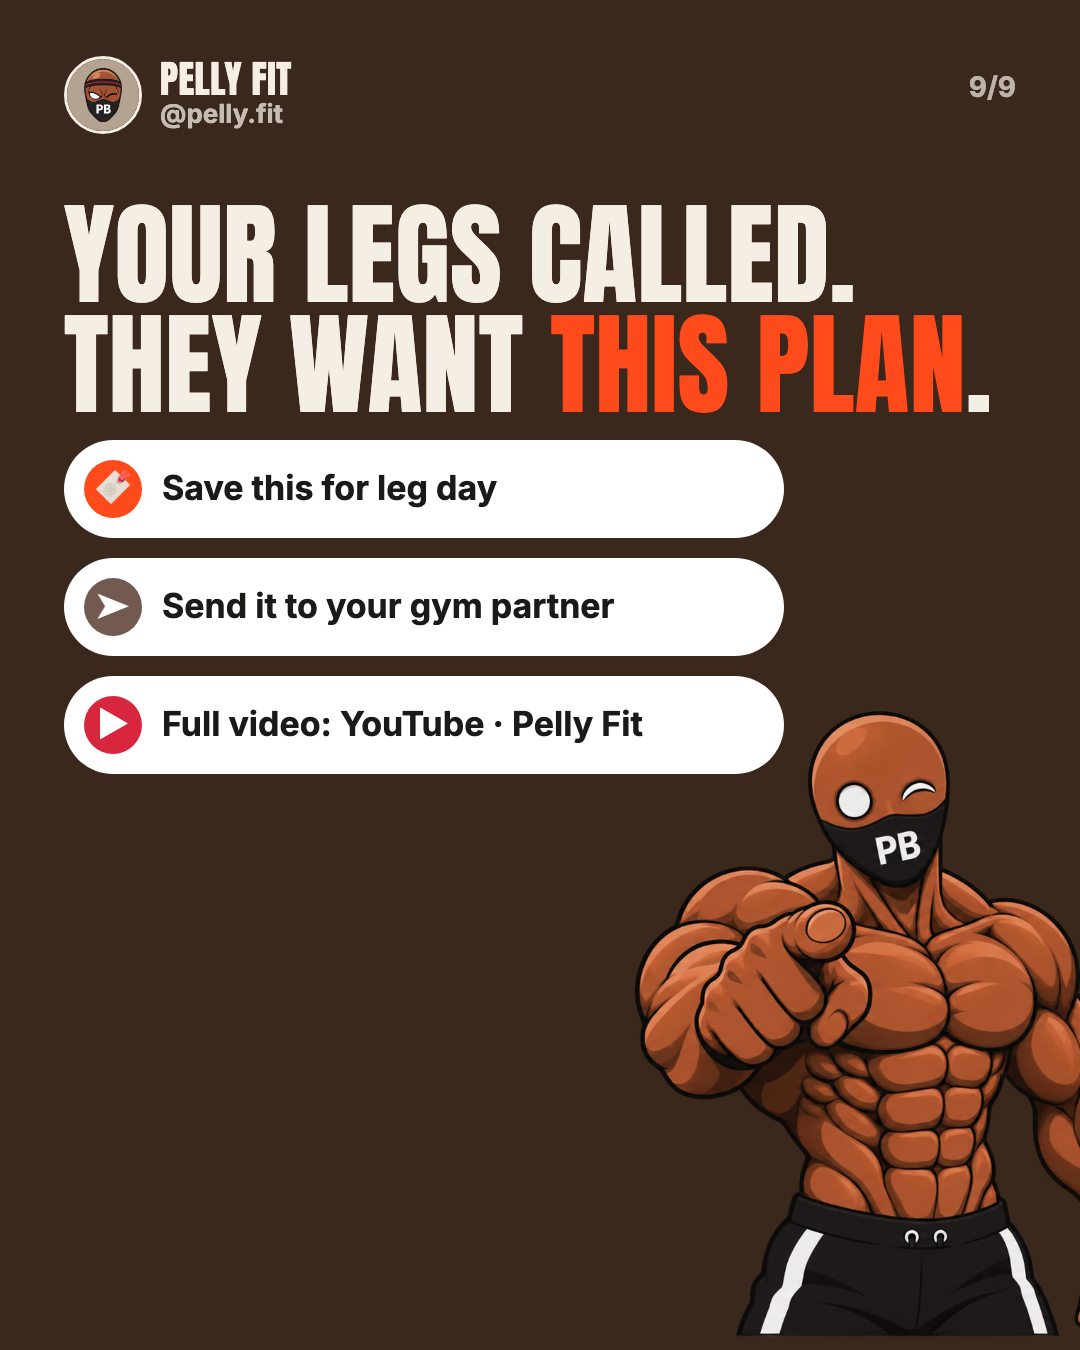 PELLY FIT
@pelly.fit
9/9
YOUR LEGS CALLED.
THEY WANT THIS PLAN.
Save this for leg day
Send it to your gym partner
Full video: YouTube · Pelly Fit
PB
PB